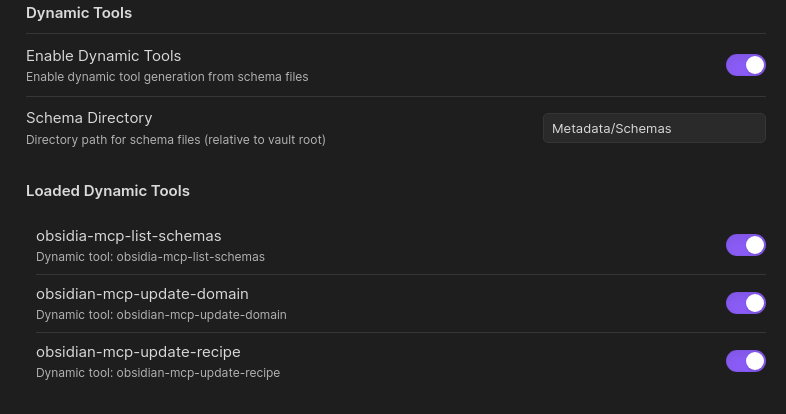 Dynamic Tools
Enable Dynamic Tools
Enable dynamic tool generation from schema files
Schema Directory
Directory path for schema files (relative to vault root)
Metadata/Schemas
Loaded Dynamic Tools
obsidia-mcp-list-schemas
Dynamic tool: obsidia-mcp-list-schemas
obsidian-mcp-update-domain
Dynamic tool: obsidian-mcp-update-domain
obsidian-mcp-update-recipe
Dynamic tool: obsidian-mcp-update-recipe